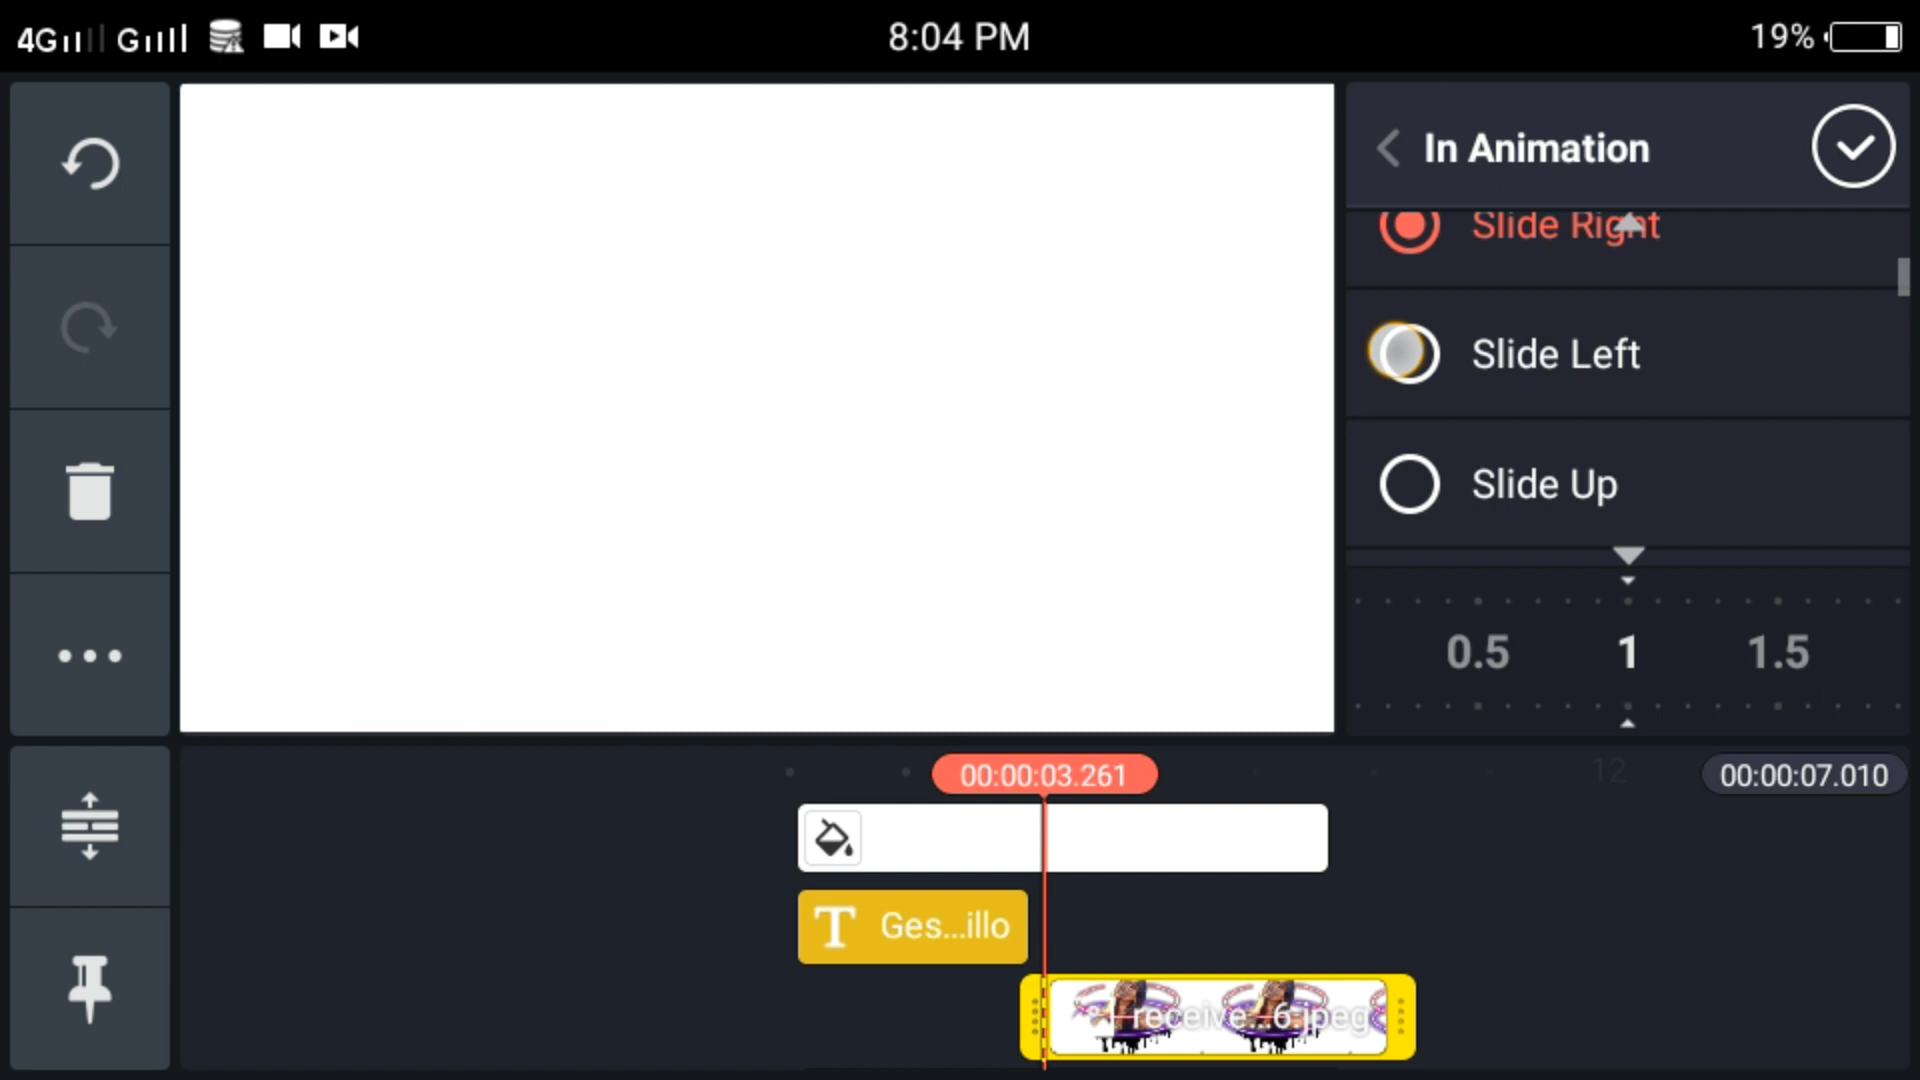 4G G 8:04 PM 19%
In Animation
Slide Right
Slide Left
Slide Up
0.5 1 1.5
00:00:03.261 12 00:00:07.010
T Ges...illo
receive...6.jpeg